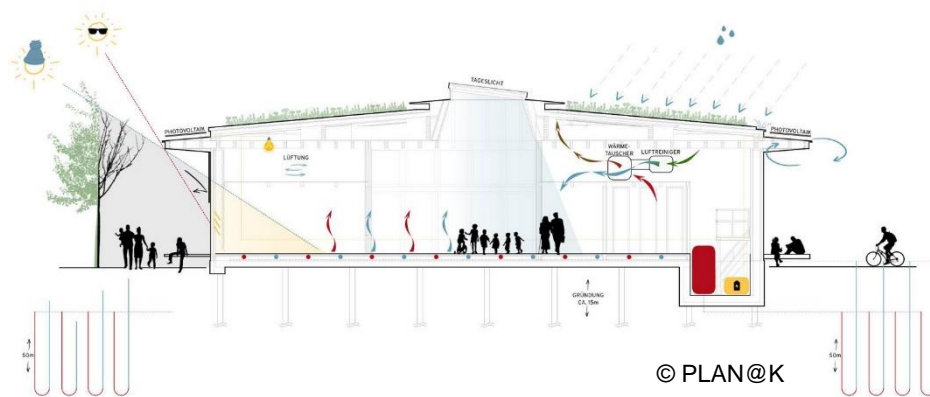 TAGESLICHT
PHOTOVOLTAIK
PHOTOVOLTAIK
LÜFTUNG
WÄRME-
TAUSCHER
LUFTREINIGER
GRÜNDUNG
CA. 15m
50m
50m
© PLAN@K